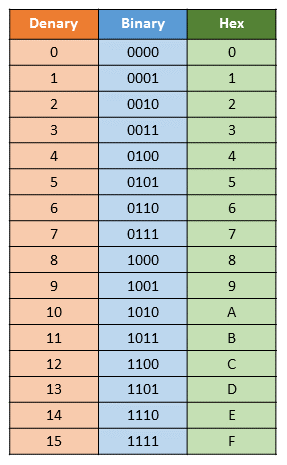 Denary Binary Hex
0 0000 0
1 0001 1
2 0010 2
3 0011 3
4 0100 4
5 0101 5
6 0110 6
7 0111 7
8 1000 8
9 1001 9
10 1010 A
11 1011 B
12 1100 C
13 1101 D
14 1110 E
15 1111 F